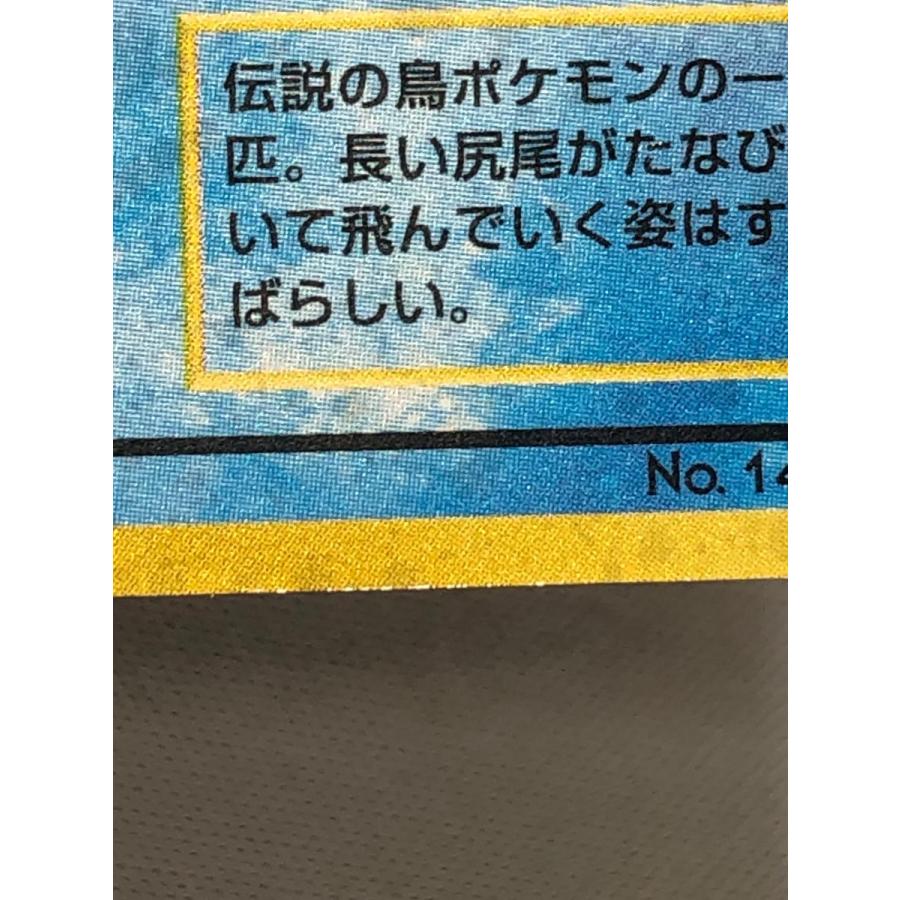 伝説の鳥ポケモンの一
匹。長い尻尾がたなび
いて飛んでいく姿はす
ばらしい。
No. 14